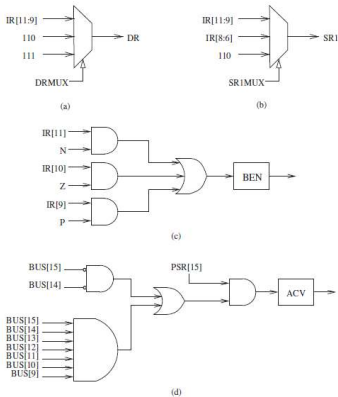 IR[11:9]
110
111
DR
DRMUX
(a)
IR[11:9]
IR[8:6]
110
SR1
SR1MUX
(b)
IR[11]
N
IR[10]
Z
IR[9]
P
BEN
(c)
BUS[15]
BUS[14]
PSR[15]
ACV
BUS[15]
BUS[14]
BUS[13]
BUS[12]
BUS[11]
BUS[10]
BUS[9]
(d)